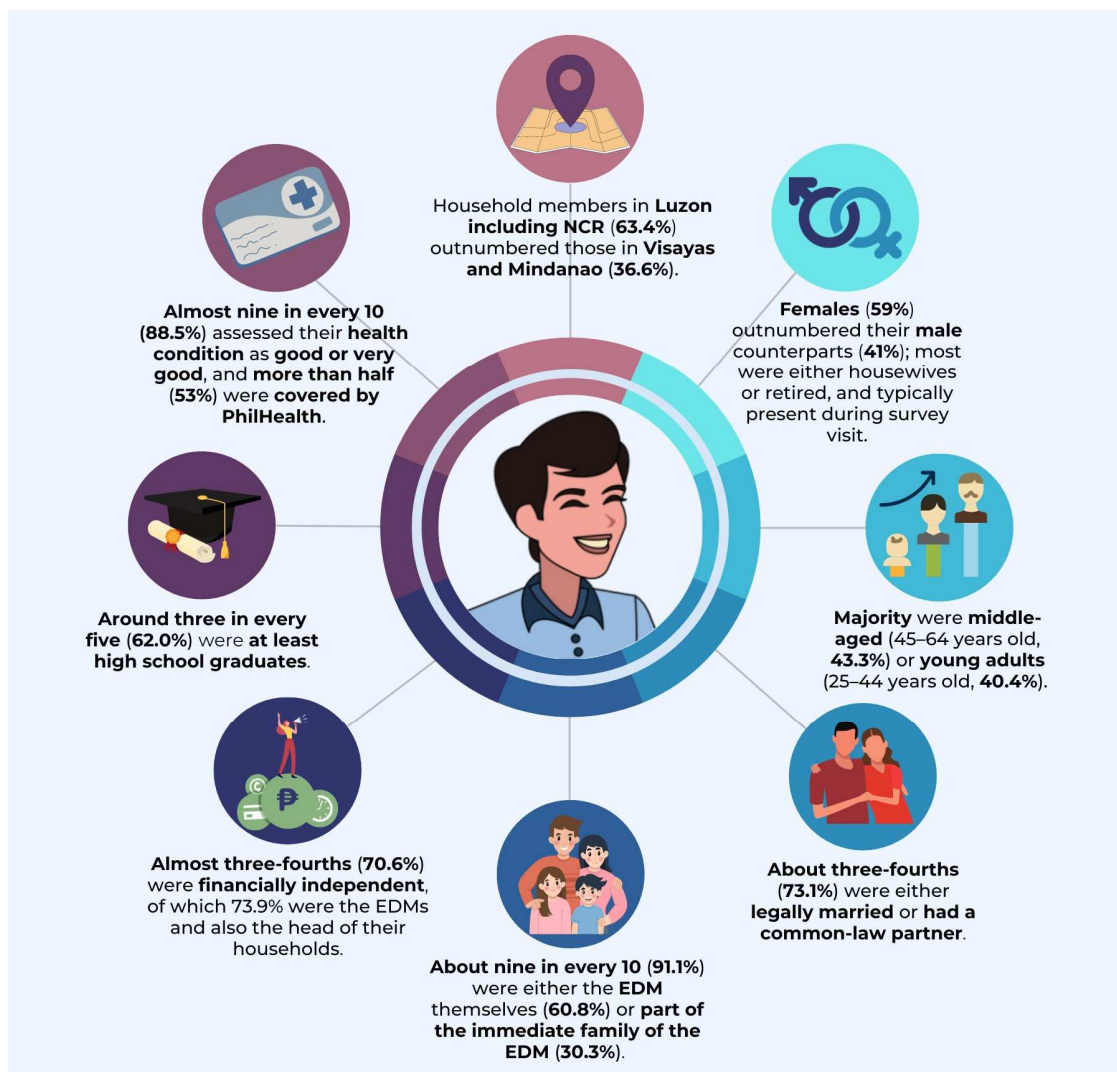 Household members in Luzon
including NCR (63.4%)
outnumbered those in Visayas
and Mindanao (36.6%).
Females (59%)
outnumbered their male
counterparts (41%); most
were either housewives
or retired, and typically
present during survey
visit.
Majority were middle-
aged (45–64 years old,
43.3%) or young adults
(25–44 years old, 40.4%).
About three-fourths
(73.1%) were either
legally married or had a
common-law partner.
About nine in every 10 (91.1%)
were either the EDM
themselves (60.8%) or part of
the immediate family of the
EDM (30.3%).
Almost three-fourths (70.6%)
were financially independent,
of which 73.9% were the EDMs
and also the head of their
households.
Around three in every
five (62.0%) were at least
high school graduates.
Almost nine in every 10
(88.5%) assessed their health
condition as good or very
good, and more than half
(53%) were covered by
PhilHealth.